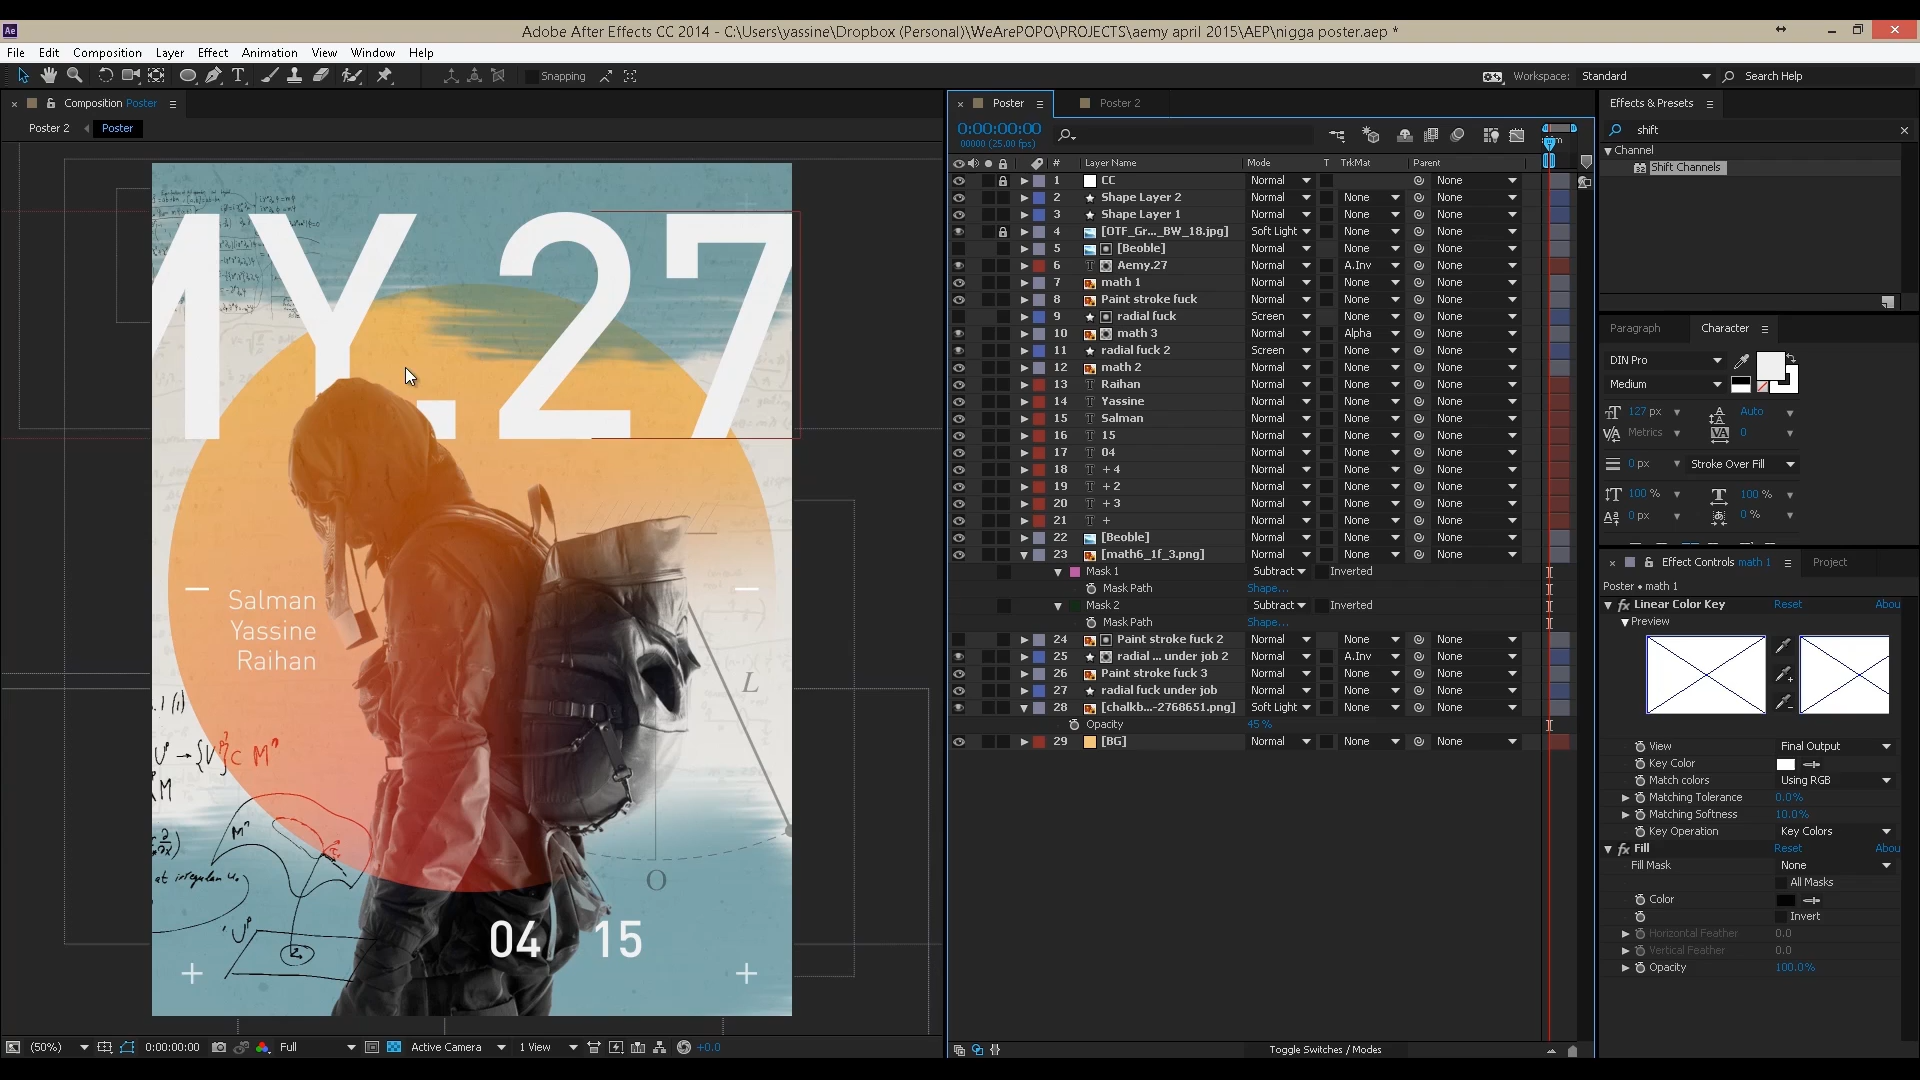 Adobe After Effects CC 2014 - C:\Users\yassine\Dropbox (Personal)\WeArePOPO\PROJECTS\aemy april 2015\AEP\nigga poster.aep *
File Edit Composition Layer Effect Animation View Window Help
Snapping
Workspace: Standard
Search Help
Composition Poster
Poster 2 Poster
MY.27
Salman
Yassine
Raihan
L
O
04 15
(50%) 0:00:00:00 Full Active Camera 1 View +0.0
Poster Poster 2
0:00:00:00
00000 (25.00 fps)
# Layer Name Mode T TrkMat Parent
1 CC Normal None
2 Shape Layer 2 Normal None None
3 Shape Layer 1 Normal None None
4 [OTF_Gr..._BW_18.jpg] Soft Light None None
5 [Beoble] Normal None None
6 Aemy.27 Normal A.Inv None
7 math 1 Normal None None
8 Paint stroke fuck Normal None None
9 radial fuck Screen None None
10 math 3 Normal Alpha None
11 radial fuck 2 Screen None None
12 math 2 Normal None None
13 Raihan Normal None None
14 Yassine Normal None None
15 Salman Normal None None
16 15 Normal None None
17 04 Normal None None
18 + 4 Normal None None
19 + 2 Normal None None
20 + 3 Normal None None
21 + Normal None None
22 [Beoble] Normal None None
23 [math6_1f_3.png] Normal None None
Mask 1 Subtract Inverted
Mask Path Shape...
Mask 2 Subtract Inverted
Mask Path Shape...
24 Paint stroke fuck 2 Normal None None
25 radial ... under job 2 Normal A.Inv None
26 Paint stroke fuck 3 Normal None None
27 radial fuck under job Normal None None
28 [chalkb...-2768651.png] Soft Light None None
Opacity 45%
29 [BG] Normal None None
Toggle Switches / Modes
Effects & Presets
shift
Channel
Shift Channels
Paragraph Character
DIN Pro
Medium
127 px Auto
Metrics 0
0 px Stroke Over Fill
100 % 100 %
0 px 0 %
Effect Controls math 1 Project
Poster • math 1
fx Linear Color Key Reset Abou
Preview
View Final Output
Key Color
Match colors Using RGB
Matching Tolerance 0.0%
Matching Softness 10.0%
Key Operation Key Colors
fx Fill Reset Abou
Fill Mask None
All Masks
Color
Invert
Horizontal Feather 0.0
Vertical Feather 0.0
Opacity 100.0%